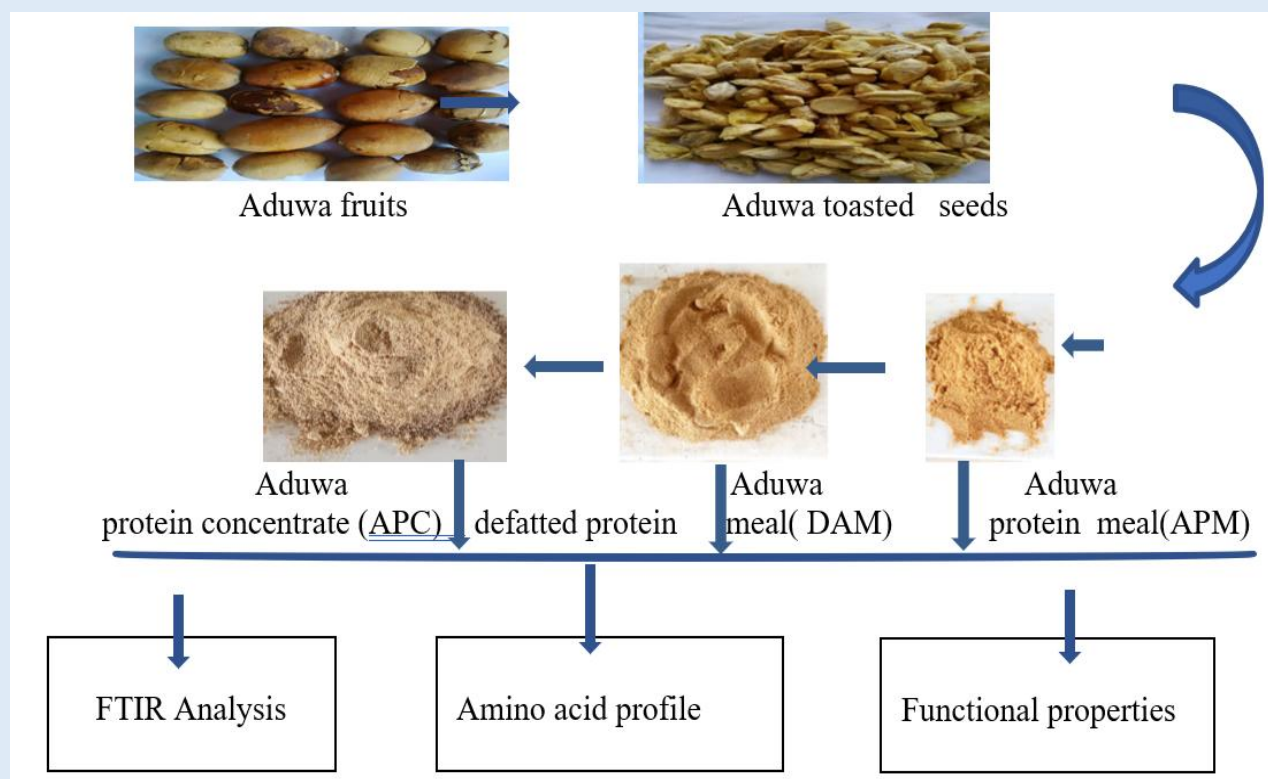 Aduwa fruits
Aduwa toasted seeds
Aduwa
protein concentrate (APC)
Aduwa
defatted protein meal( DAM)
Aduwa
protein meal(APM)
FTIR Analysis
Amino acid profile
Functional properties